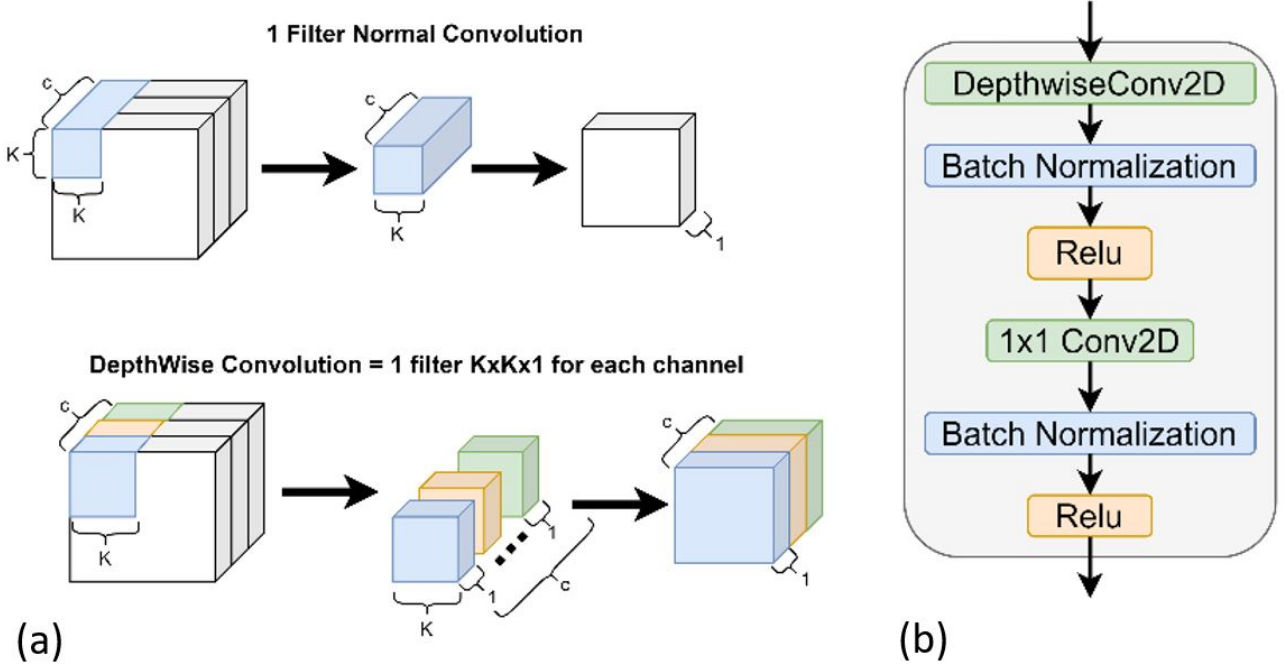 1 Filter Normal Convolution
c
K
K
c
K
1
DepthWise Convolution = 1 filter KxKx1 for each channel
c
K
1
1
c
K
c
1
(a)
DepthwiseConv2D
Batch Normalization
Relu
1x1 Conv2D
Batch Normalization
Relu
(b)